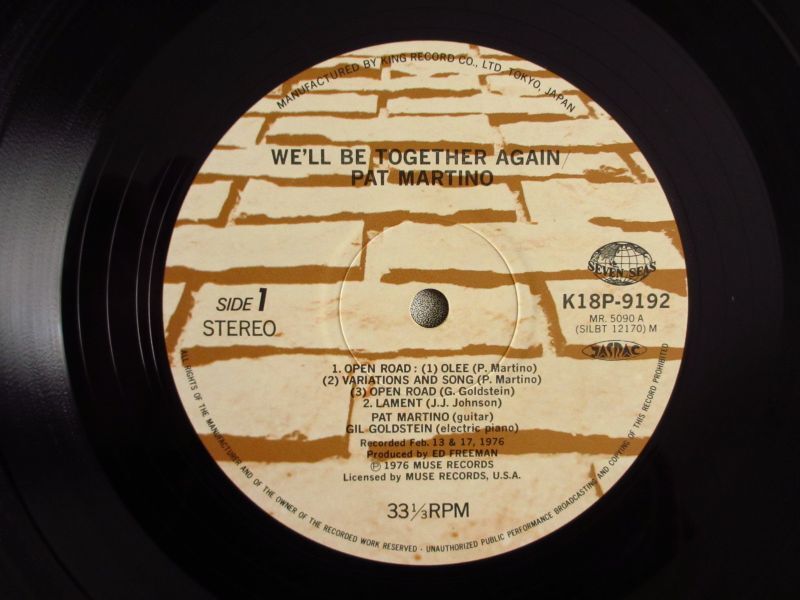 MANUFACTURED BY KING RECORD CO., LTD. TOKYO, JAPAN
WE'LL BE TOGETHER AGAIN/
PAT MARTINO
SEVEN SEAS
SIDE 1
STEREO
K18P-9192
MR. 5090 A
(SILBT 12170) M
JASRAC
1. OPEN ROAD : (1) OLEE (P. Martino)
(2) VARIATIONS AND SONG (P. Martino)
(3) OPEN ROAD (G. Goldstein)
2. LAMENT (J.J. Johnson)
PAT MARTINO (guitar)
GIL GOLDSTEIN (electric piano)
Recorded Feb. 13 & 17, 1976
Produced by ED FREEMAN
Ⓟ 1976 MUSE RECORDS
Licensed by MUSE RECORDS, U.S.A.
33 1/3 RPM
ALL RIGHTS OF THE MANUFACTURER AND OF THE OWNER OF THE RECORDED WORK RESERVED · UNAUTHORIZED PUBLIC PERFORMANCE BROADCASTING AND COPYING OF THIS RECORD PROHIBITED